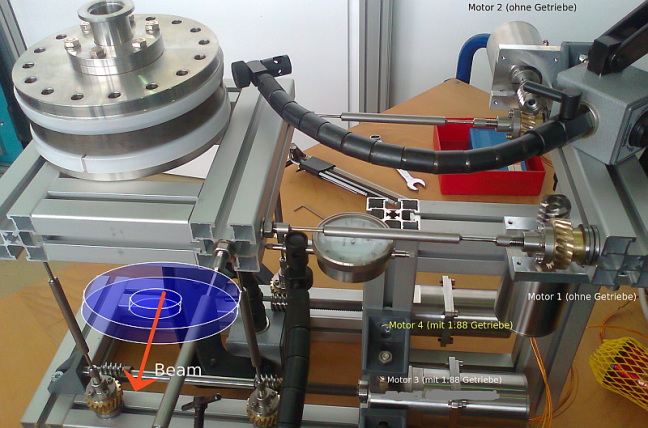 Motor 2 (ohne Getriebe)
Motor 1 (ohne Getriebe)
Motor 4 (mit 1:88 Getriebe)
Beam
Motor 3 (mit 1:88 Getriebe)